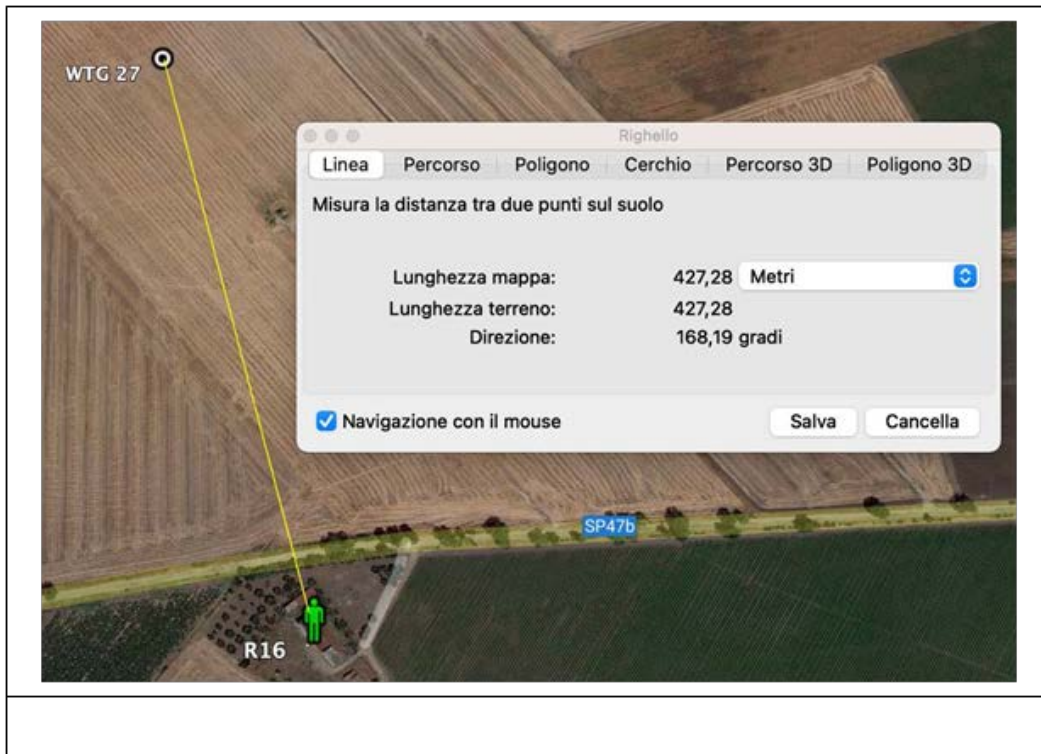 WTG 27
Righello
Linea Percorso Poligono Cerchio Percorso 3D Poligono 3D
Misura la distanza tra due punti sul suolo
Lunghezza mappa: 427,28 Metri
Lunghezza terreno: 427,28
Direzione: 168,19 gradi
Navigazione con il mouse Salva Cancella
SP47b
R16